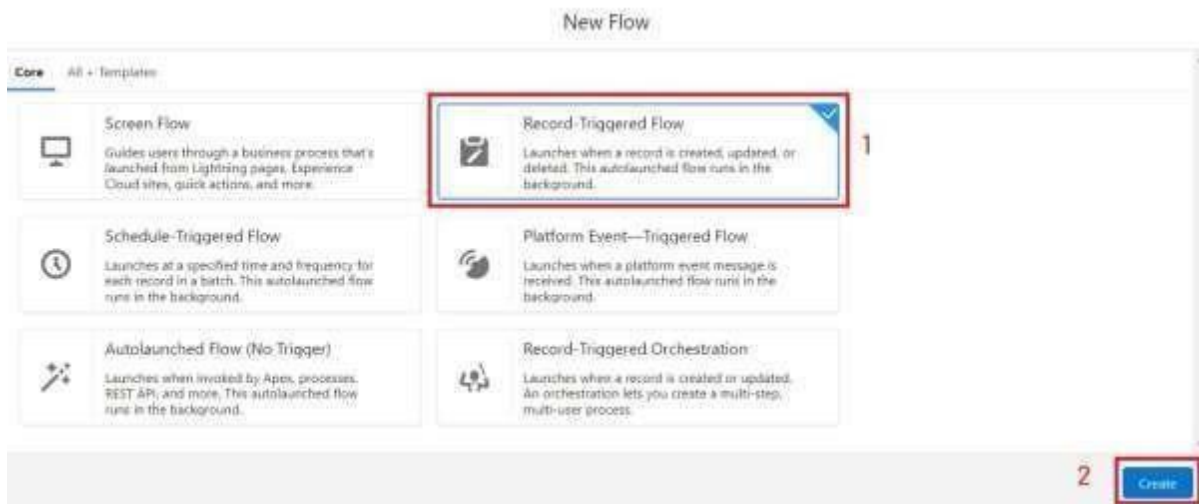 New Flow
Core All + Templates
Screen Flow
Guides users through a business process that's
launched from Lightning pages, Experience
Cloud sites, quick actions, and more.
Record-Triggered Flow
Launches when a record is created, updated, or
deleted. This autolaunched flow runs in the
background.
1
Schedule-Triggered Flow
Launches at a specified time and frequency for
each record in a batch. This autolaunched flow
runs in the background.
Platform Event—Triggered Flow
Launches when a platform event message is
received. This autolaunched flow runs in the
background.
Autolaunched Flow (No Trigger)
Launches when invoked by Apex, processes,
REST API, and more. This autolaunched flow
runs in the background.
Record-Triggered Orchestration
Launches when a record is created or updated.
An orchestration lets you create a multi-step,
multi-user process.
2
Create